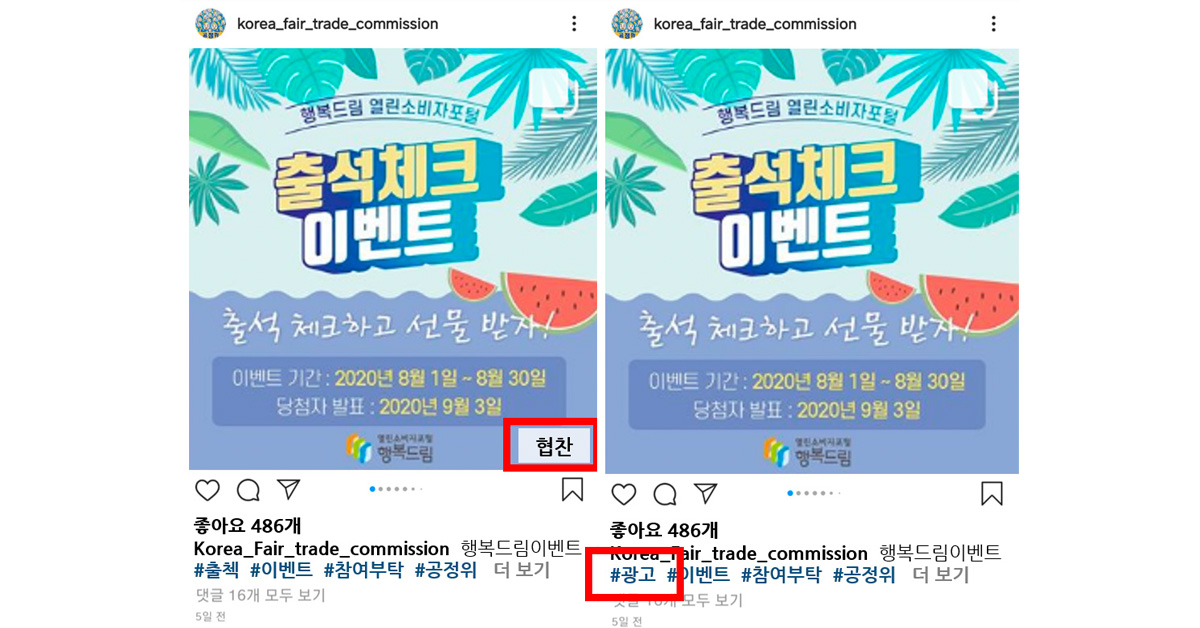 korea_fair_trade_commission
행복드림 열린소비자포털
출석체크
이벤트
출석 체크하고 선물 받자!
이벤트 기간 : 2020년 8월 1일 ~ 8월 30일
당첨자 발표 : 2020년 9월 3일
열린소비자포털
행복드림
협찬
좋아요 486개
Korea_Fair_trade_commission 행복드림이벤트
#출첵 #이벤트 #참여부탁 #공정위 더 보기
댓글 16개 모두 보기
5일 전
korea_fair_trade_commission
행복드림 열린소비자포털
출석체크
이벤트
출석 체크하고 선물 받자!
이벤트 기간 : 2020년 8월 1일 ~ 8월 30일
당첨자 발표 : 2020년 9월 3일
열린소비자포털
행복드림
좋아요 486개
Korea_Fair_trade_commission 행복드림이벤트
#광고 #이벤트 #참여부탁 #공정위 더 보기
댓글 16개 모두 보기
5일 전